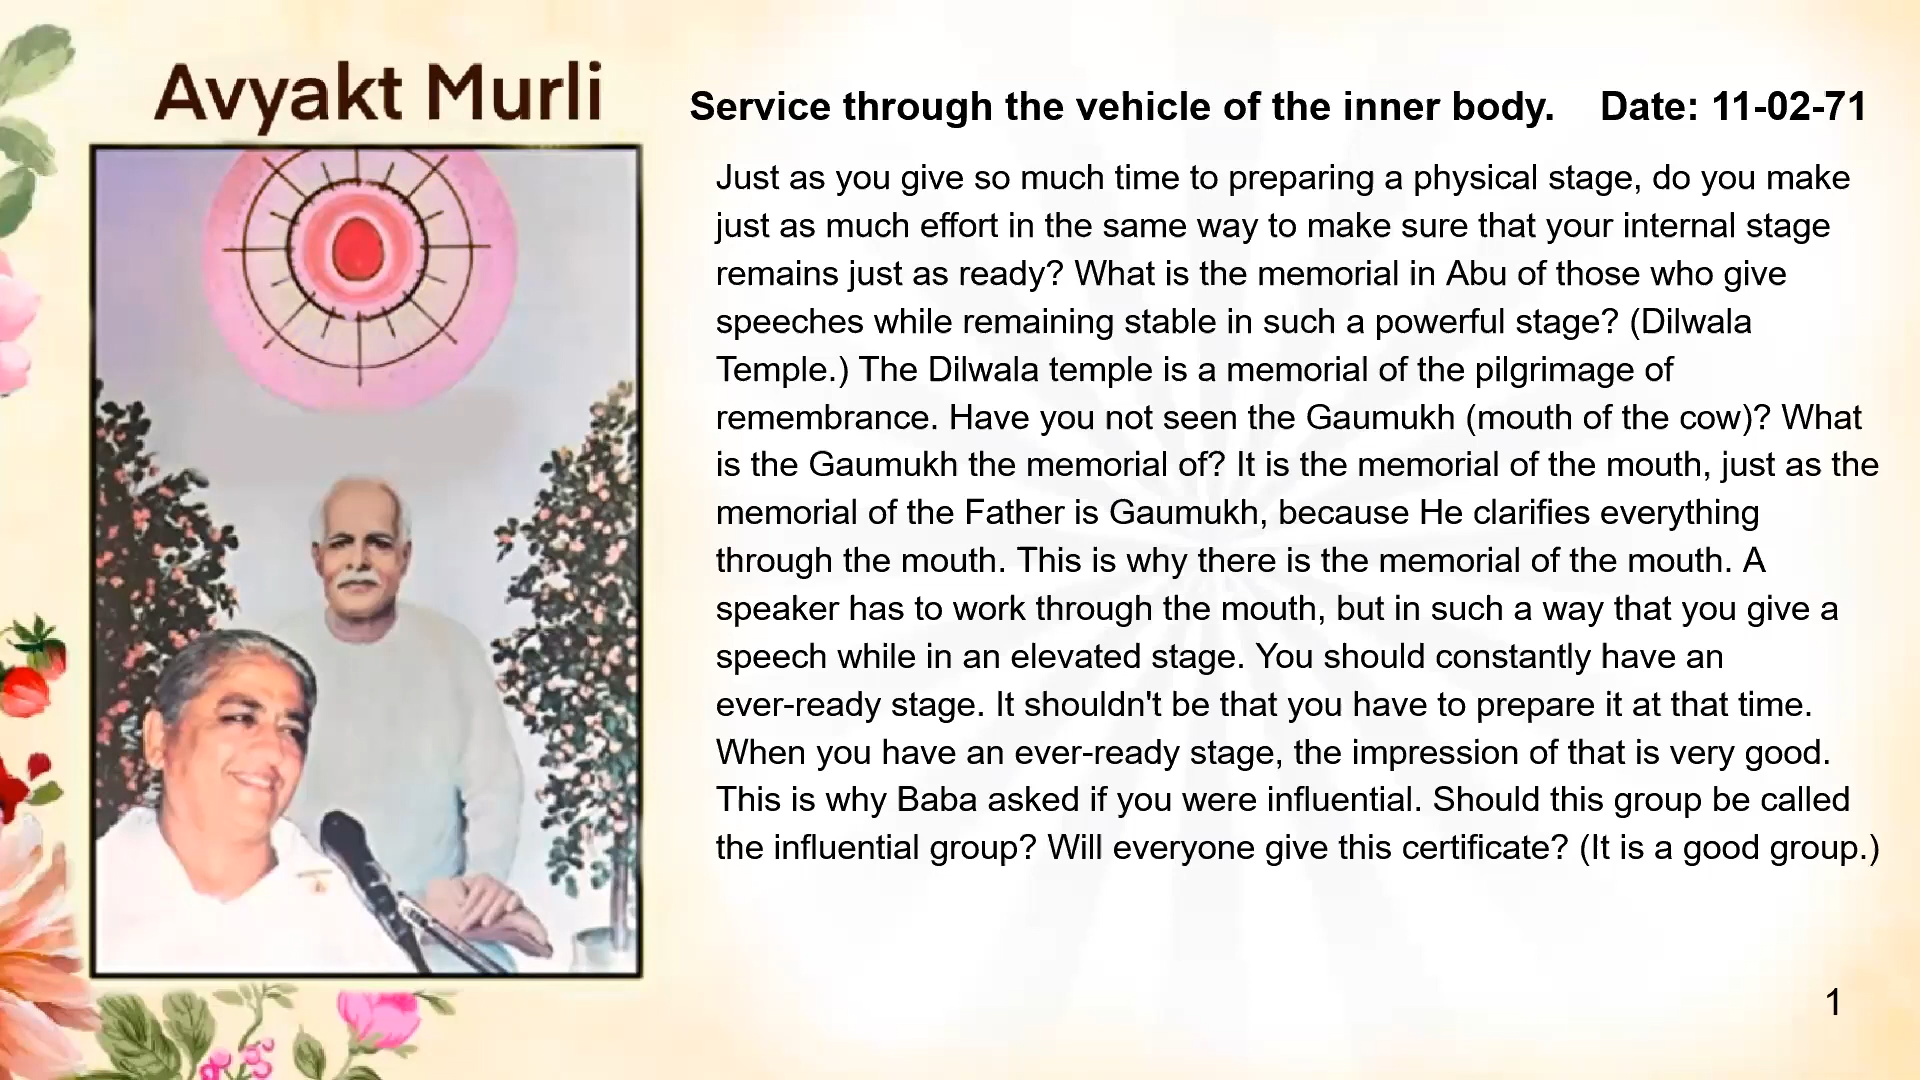 Avyakt Murli
Service through the vehicle of the inner body. Date: 11-02-71
Just as you give so much time to preparing a physical stage, do you make
just as much effort in the same way to make sure that your internal stage
remains just as ready? What is the memorial in Abu of those who give
speeches while remaining stable in such a powerful stage? (Dilwala
Temple.) The Dilwala temple is a memorial of the pilgrimage of
remembrance. Have you not seen the Gaumukh (mouth of the cow)? What
is the Gaumukh the memorial of? It is the memorial of the mouth, just as the
memorial of the Father is Gaumukh, because He clarifies everything
through the mouth. This is why there is the memorial of the mouth. A
speaker has to work through the mouth, but in such a way that you give a
speech while in an elevated stage. You should constantly have an
ever-ready stage. It shouldn't be that you have to prepare it at that time.
When you have an ever-ready stage, the impression of that is very good.
This is why Baba asked if you were influential. Should this group be called
the influential group? Will everyone give this certificate? (It is a good group.)
1